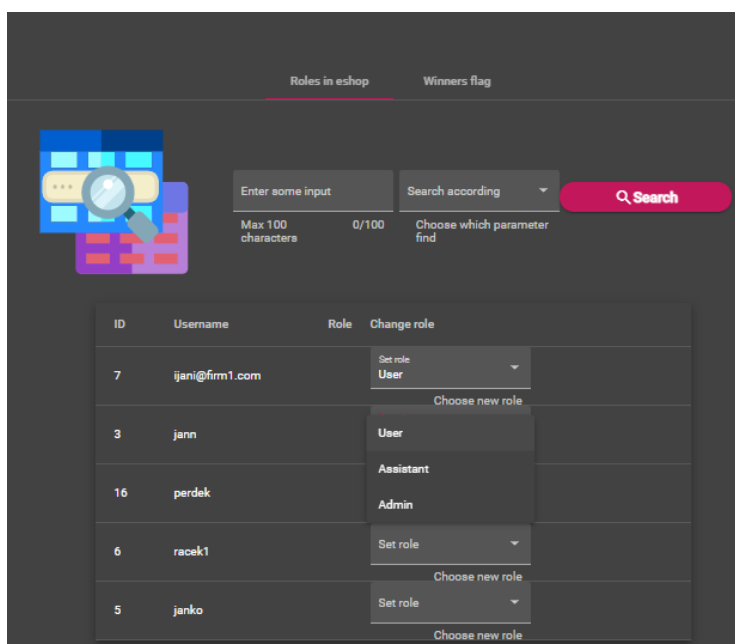 Roles in eshop Winners flag
Enter some input Search according Search
Max 100 characters 0/100 Choose which parameter find
ID Username Role Change role
Set role
7 ijani@firm1.com User
Choose new role
3 jann User
Assistant
16 perdek
Admin
6 racek1 Set role
Choose new role
5 janko Set role
Choose new role